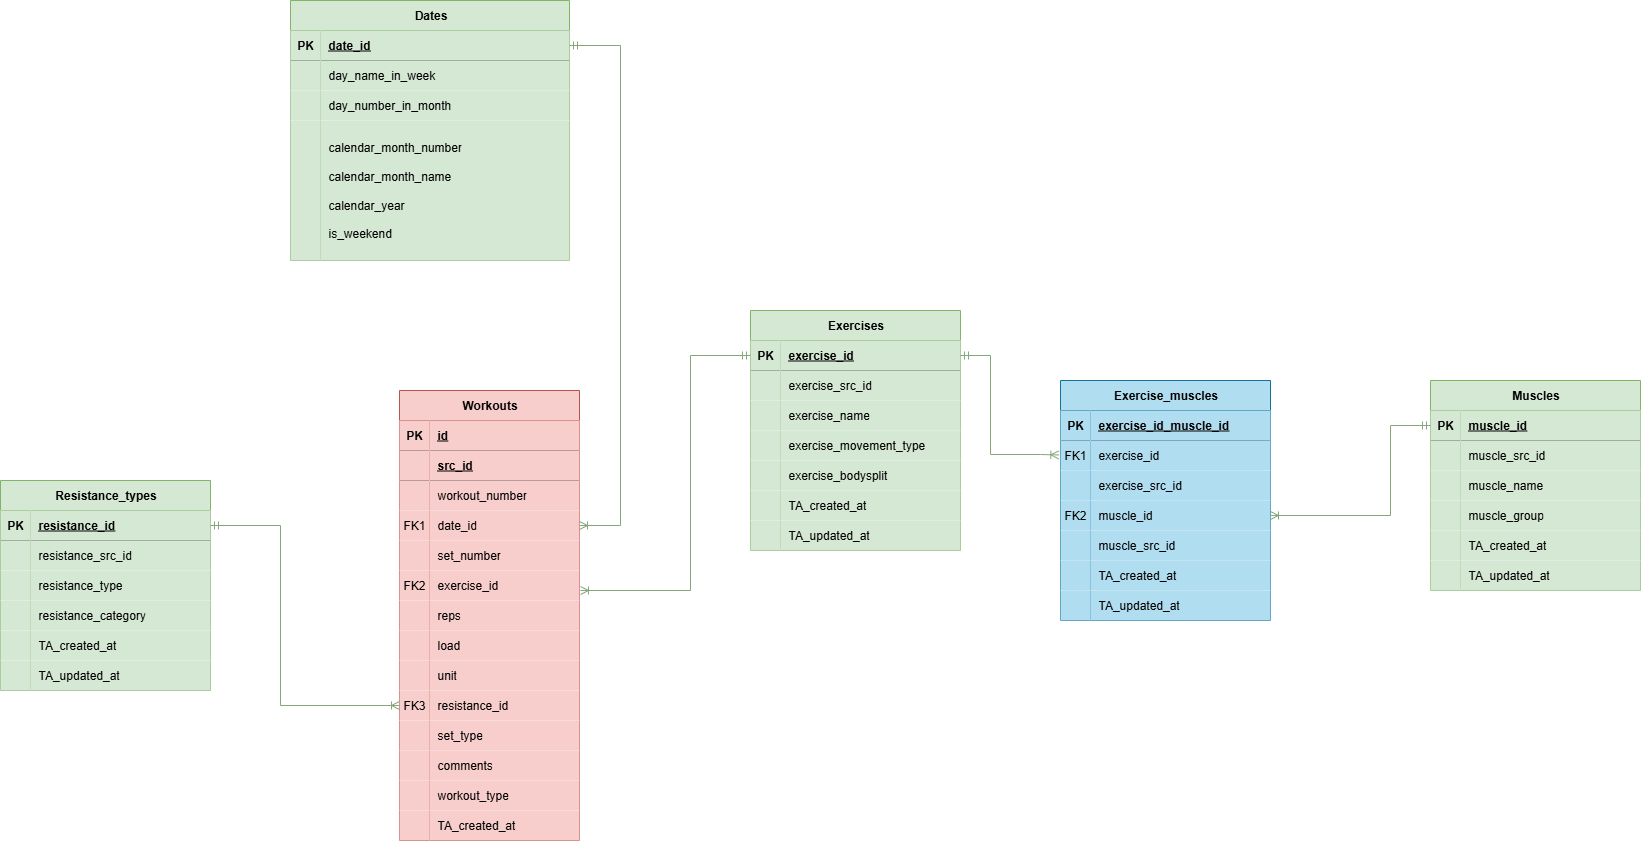 Dates
PK date_id
day_name_in_week
day_number_in_month
calendar_month_number
calendar_month_name
calendar_year
is_weekend
Resistance_types
PK resistance_id
resistance_src_id
resistance_type
resistance_category
TA_created_at
TA_updated_at
Workouts
PK id
src_id
workout_number
FK1 date_id
set_number
FK2 exercise_id
reps
load
unit
FK3 resistance_id
set_type
comments
workout_type
TA_created_at
Exercises
PK exercise_id
exercise_src_id
exercise_name
exercise_movement_type
exercise_bodysplit
TA_created_at
TA_updated_at
Exercise_muscles
PK exercise_id_muscle_id
FK1 exercise_id
exercise_src_id
FK2 muscle_id
muscle_src_id
TA_created_at
TA_updated_at
Muscles
PK muscle_id
muscle_src_id
muscle_name
muscle_group
TA_created_at
TA_updated_at